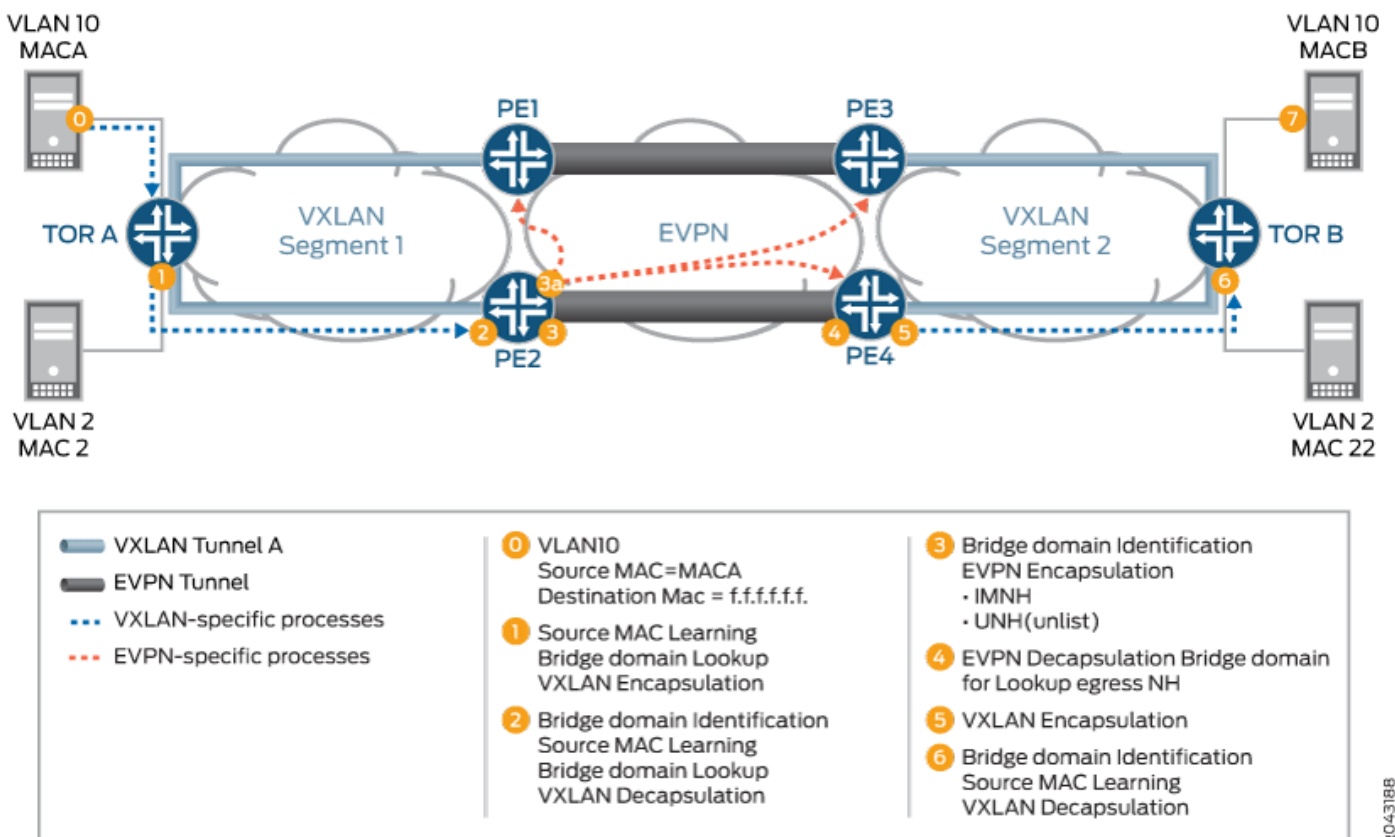 VLAN 10
MACA
VLAN 10
MACB
0
PE1
PE3
7
TOR A
VXLAN
Segment 1
EVPN
VXLAN
Segment 2
TOR B
1
3a
6
2
3
4
5
PE2
PE4
VLAN 2
MAC 2
VLAN 2
MAC 22
VXLAN Tunnel A
EVPN Tunnel
VXLAN-specific processes
EVPN-specific processes
0 VLAN10
Source MAC=MACA
Destination Mac = f.f.f.f.f.f.
1 Source MAC Learning
Bridge domain Lookup
VXLAN Encapsulation
2 Bridge domain Identification
Source MAC Learning
Bridge domain Lookup
VXLAN Decapsulation
3 Bridge domain Identification
EVPN Encapsulation
• IMNH
• UNH(unlist)
4 EVPN Decapsulation Bridge domain
for Lookup egress NH
5 VXLAN Encapsulation
6 Bridge domain Identification
Source MAC Learning
VXLAN Decapsulation